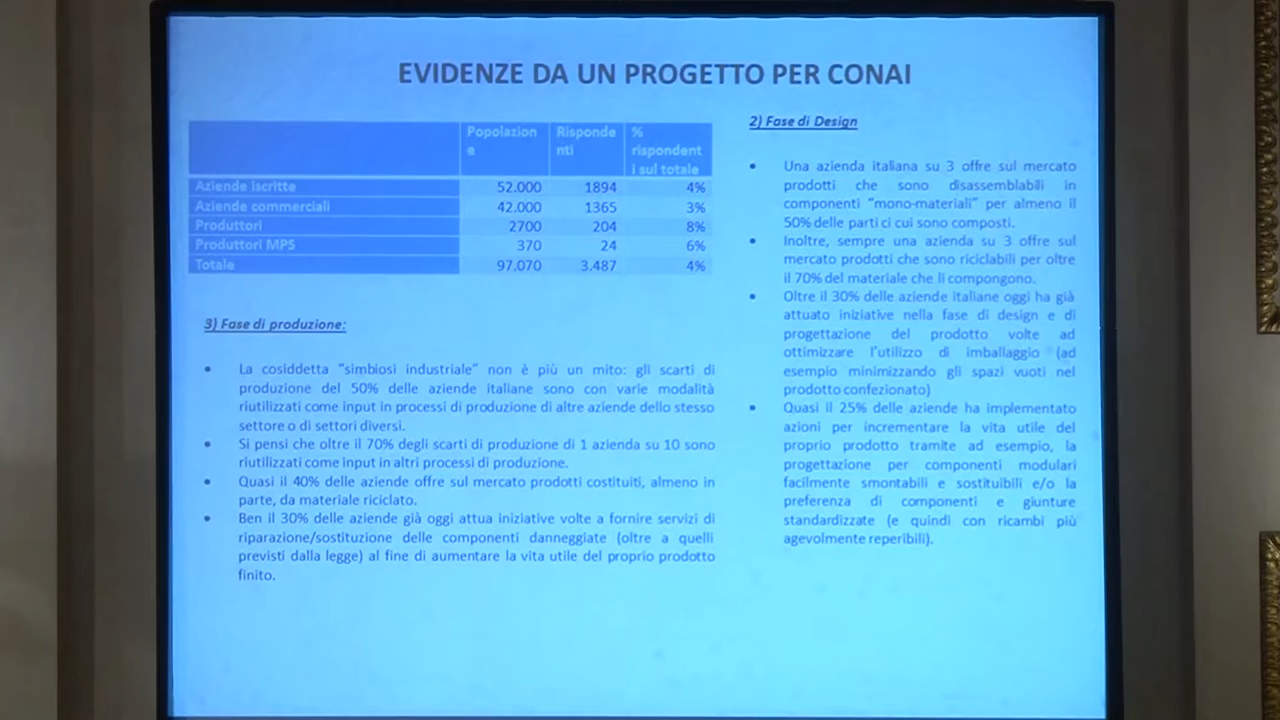 EVIDENZE DA UN PROGETTO PER CONAI
Popolazion
e
Risponde
nti
%
rispondent
i sul totale
Aziende iscritte 52.000 1894 4%
Aziende commerciali 42.000 1365 3%
Produttori 2700 204 8%
Produttori MPS 370 24 6%
Totale 97.070 3.487 4%
3) Fase di produzione:
• La cosiddetta “simbiosi industriale” non è più un mito: gli scarti di
produzione del 50% delle aziende italiane sono con varie modalità
riutilizzati come input in processi di produzione di altre aziende dello stesso
settore o di settori diversi.
• Si pensi che oltre il 70% degli scarti di produzione di 1 azienda su 10 sono
riutilizzati come input in altri processi di produzione.
• Quasi il 40% delle aziende offre sul mercato prodotti costituiti, almeno in
parte, da materiale riciclato.
• Ben il 30% delle aziende già oggi attua iniziative volte a fornire servizi di
riparazione/sostituzione delle componenti danneggiate (oltre a quelli
previsti dalla legge) al fine di aumentare la vita utile del proprio prodotto
finito.
2) Fase di Design
• Una azienda italiana su 3 offre sul mercato
prodotti che sono disassemblabili in
componenti “mono-materiali” per almeno il
50% delle parti ci cui sono composti.
• Inoltre, sempre una azienda su 3 offre sul
mercato prodotti che sono riciclabili per oltre
il 70% del materiale che li compongono.
• Oltre il 30% delle aziende italiane oggi ha già
attuato iniziative nella fase di design e di
progettazione del prodotto volte ad
ottimizzare l’utilizzo di imballaggio (ad
esempio minimizzando gli spazi vuoti nel
prodotto confezionato)
• Quasi il 25% delle aziende ha implementato
azioni per incrementare la vita utile del
proprio prodotto tramite ad esempio, la
progettazione per componenti modulari
facilmente smontabili e sostituibili e/o la
preferenza di componenti e giunture
standardizzate (e quindi con ricambi più
agevolmente reperibili).